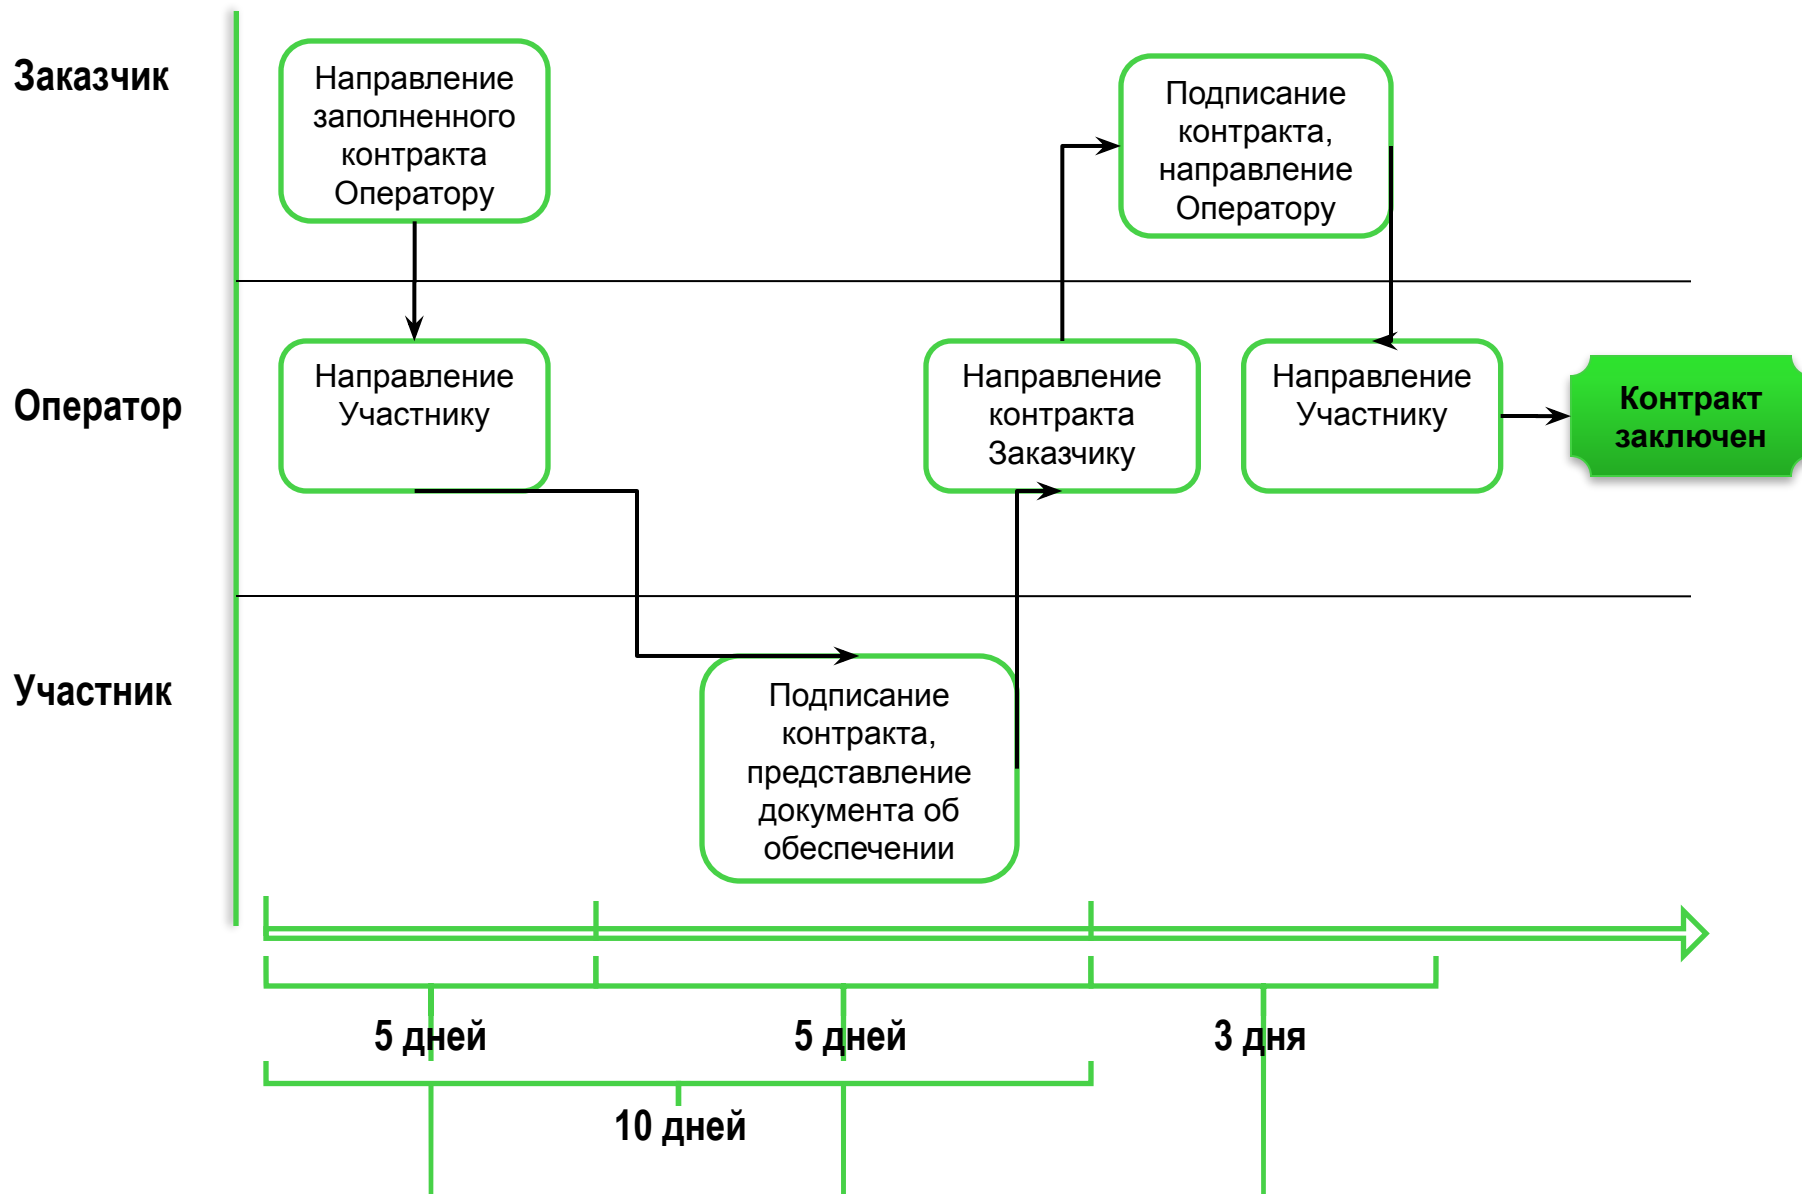 Заказчик
Направление
заполненного
контракта
Оператору
Подписание
контракта,
направление
Оператору
Оператор
Направление
Участнику
Направление
контракта
Заказчику
Направление
Участнику
Контракт
заключен
Участник
Подписание
контракта,
представление
документа об
обеспечении
5 дней
5 дней
3 дня
10 дней